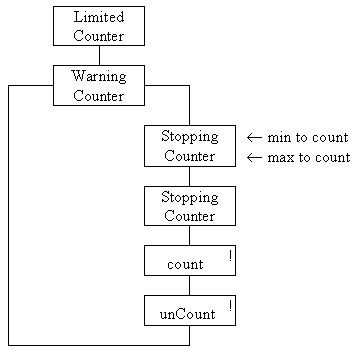 Limited
Counter
Warning
Counter
Stopping
Counter
← min to count
← max to count
Stopping
Counter
!
count
!
unCount